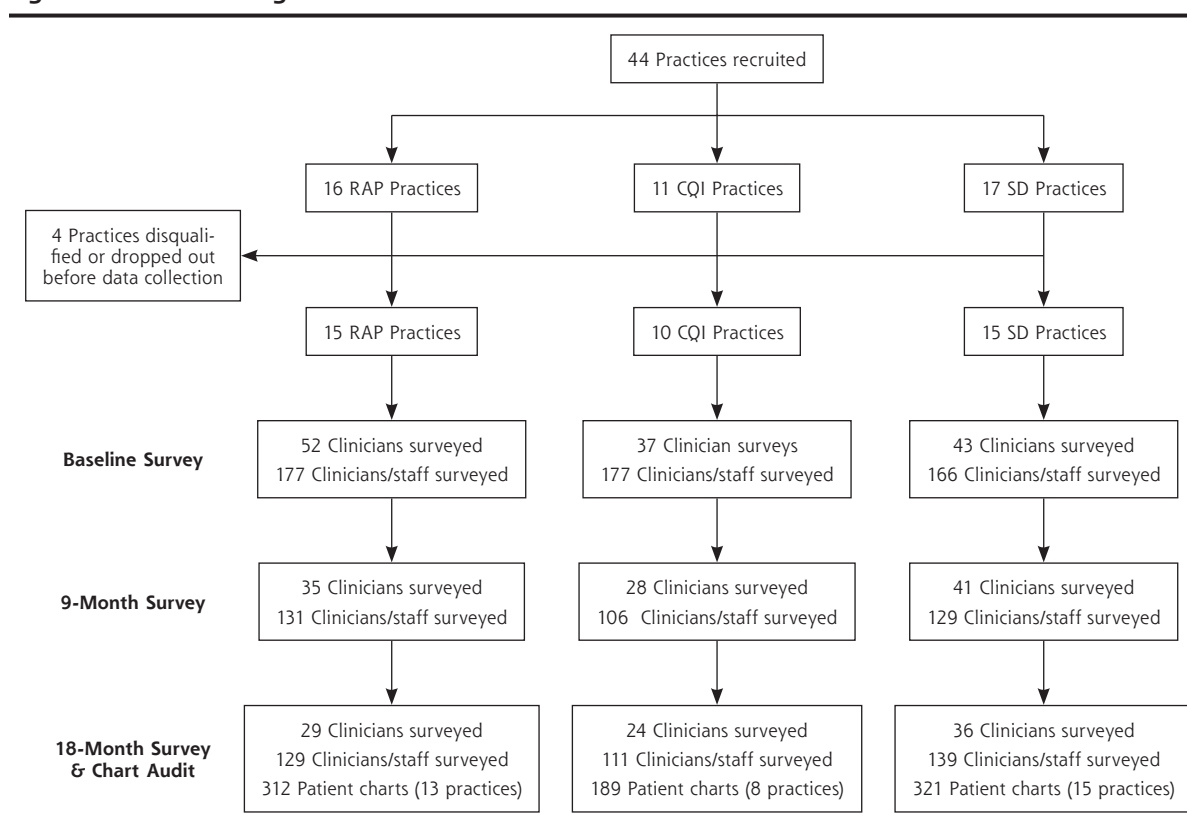 44 Practices recruited
16 RAP Practices
11 CQI Practices
17 SD Practices
4 Practices disquali-
fied or dropped out
before data collection
15 RAP Practices
10 CQI Practices
15 SD Practices
Baseline Survey
52 Clinicians surveyed
177 Clinicians/staff surveyed
37 Clinician surveys
177 Clinicians/staff surveyed
43 Clinicians surveyed
166 Clinicians/staff surveyed
9-Month Survey
35 Clinicians surveyed
131 Clinicians/staff surveyed
28 Clinicians surveyed
106 Clinicians/staff surveyed
41 Clinicians surveyed
129 Clinicians/staff surveyed
18-Month Survey
& Chart Audit
29 Clinicians surveyed
129 Clinicians/staff surveyed
312 Patient charts (13 practices)
24 Clinicians surveyed
111 Clinicians/staff surveyed
189 Patient charts (8 practices)
36 Clinicians surveyed
139 Clinicians/staff surveyed
321 Patient charts (15 practices)